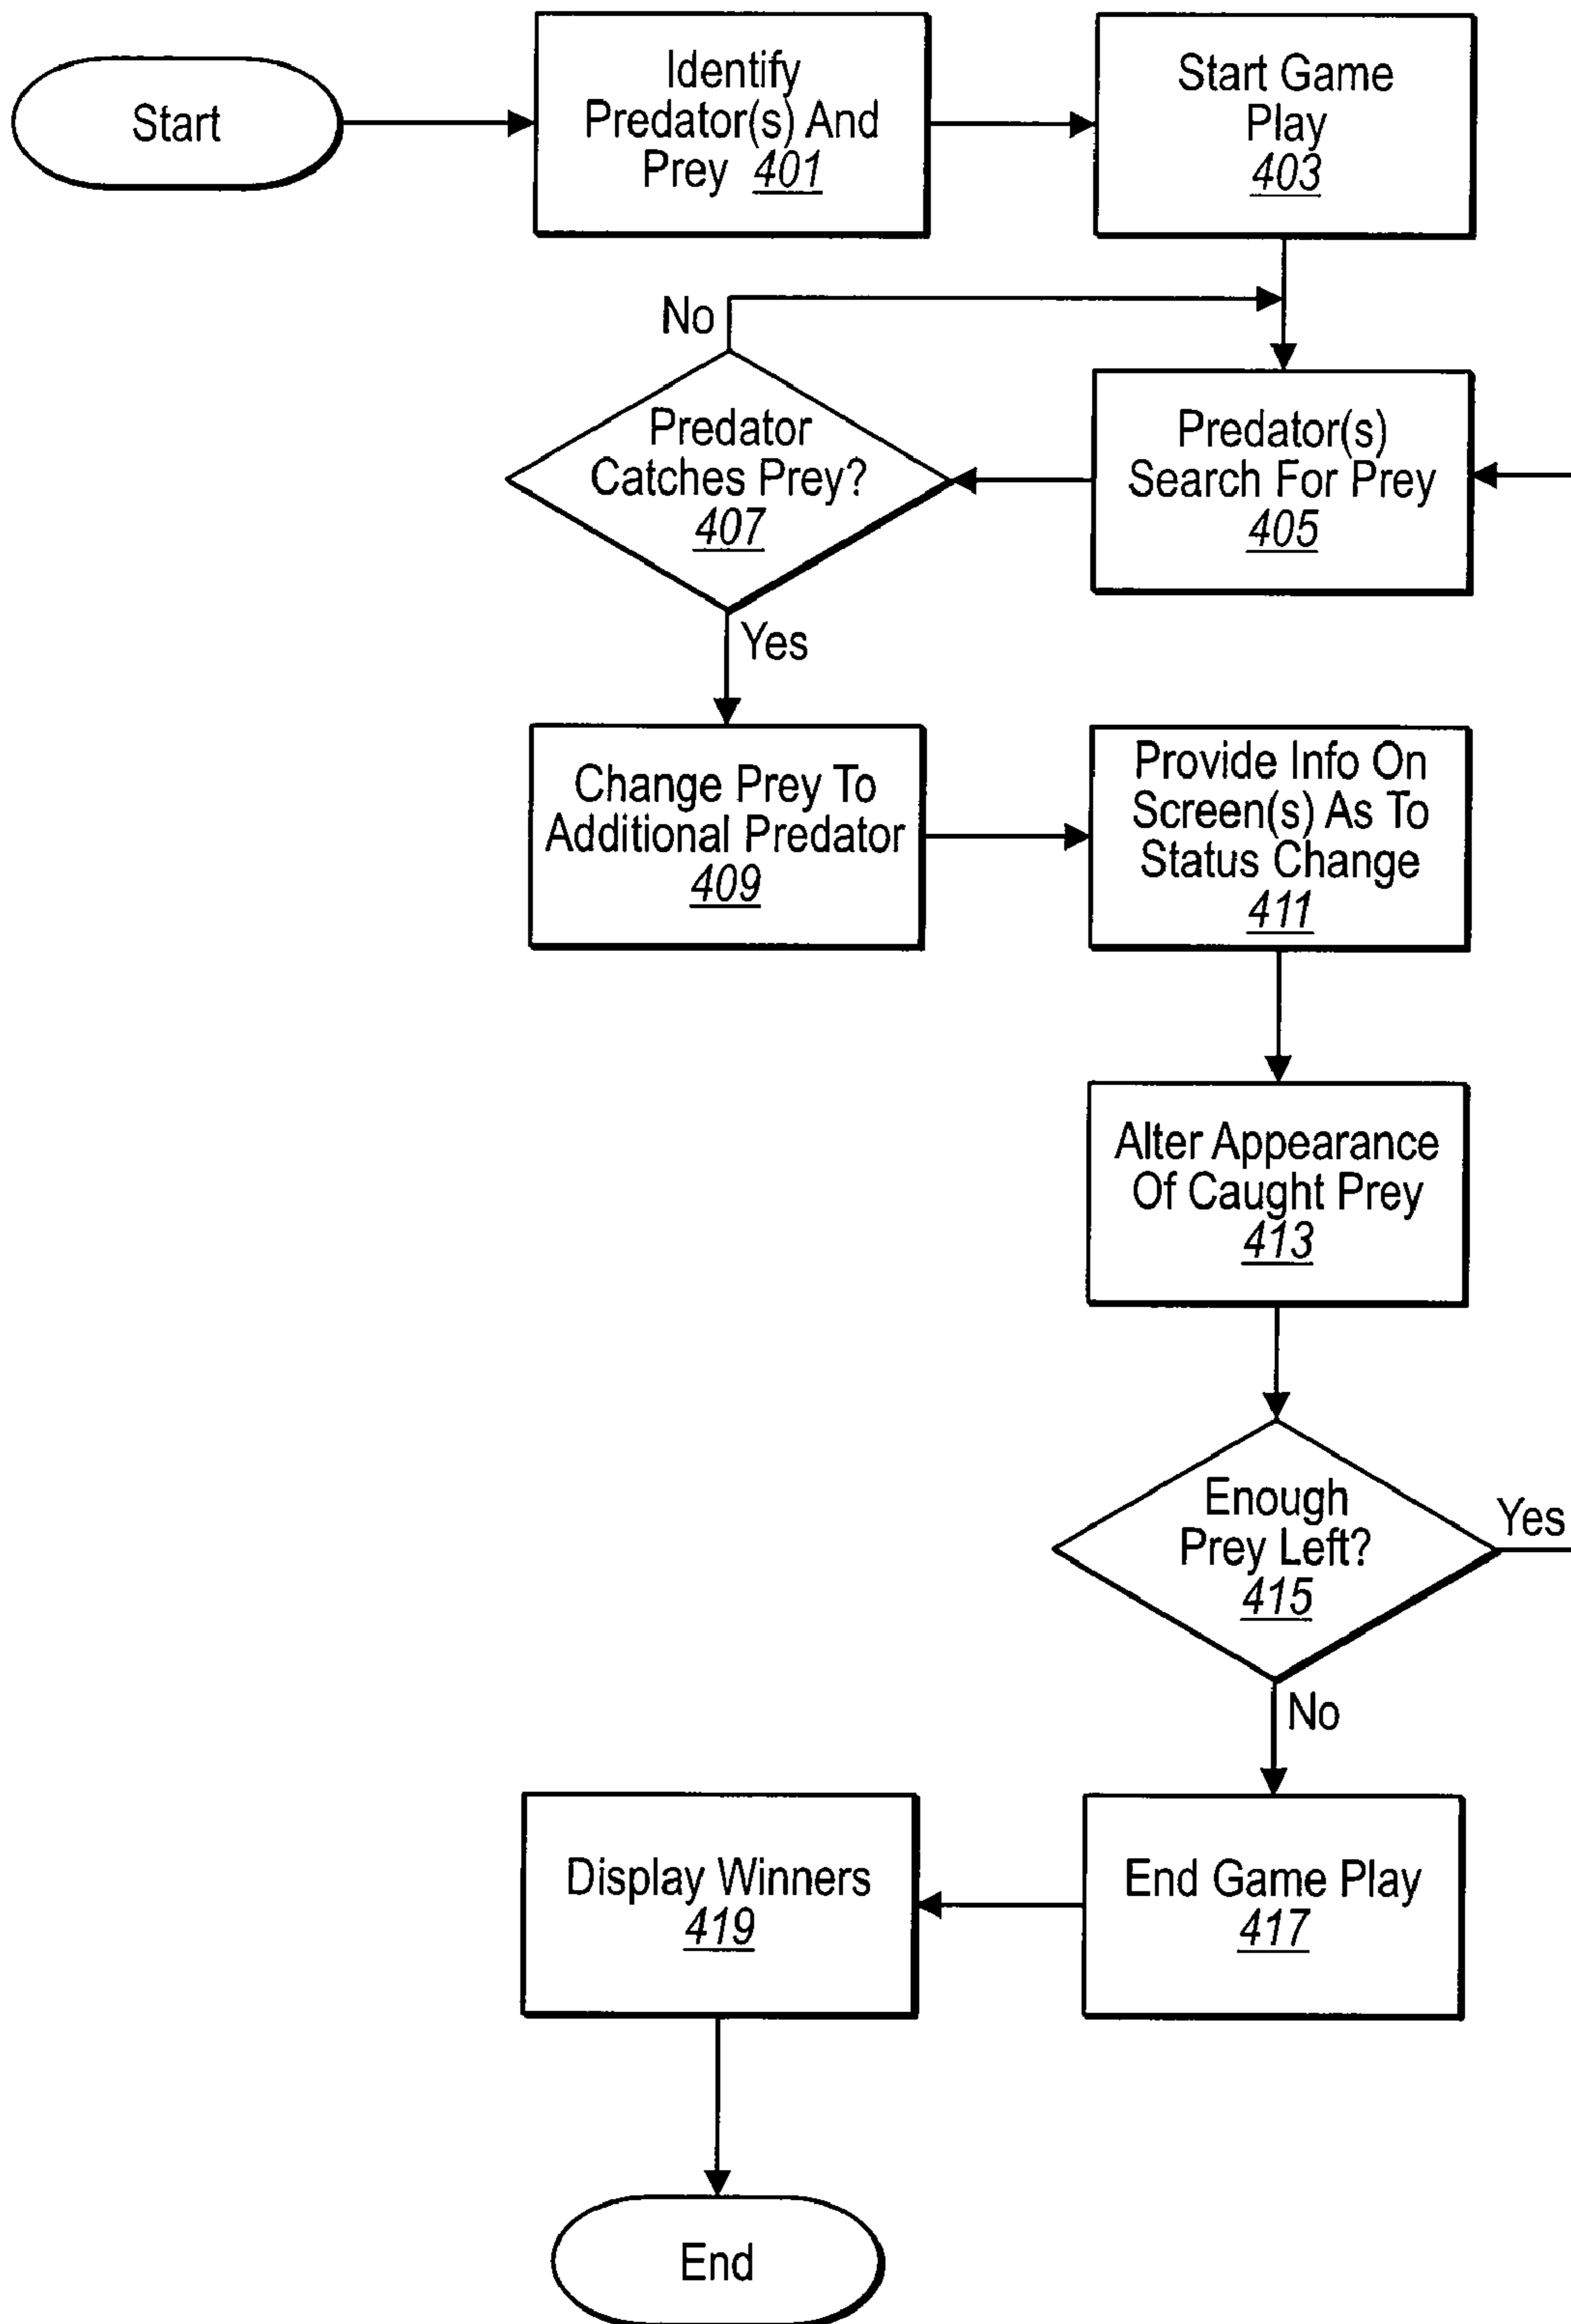 Start
Identify
Predator(s) And
Prey 401
Start Game
Play
403
No
Predator
Catches Prey?
407
Predator(s)
Search For Prey
405
Yes
Change Prey To
Additional Predator
409
Provide Info On
Screen(s) As To
Status Change
411
Alter Appearance
Of Caught Prey
413
Enough
Prey Left?
415
Yes
No
End Game Play
417
Display Winners
419
End